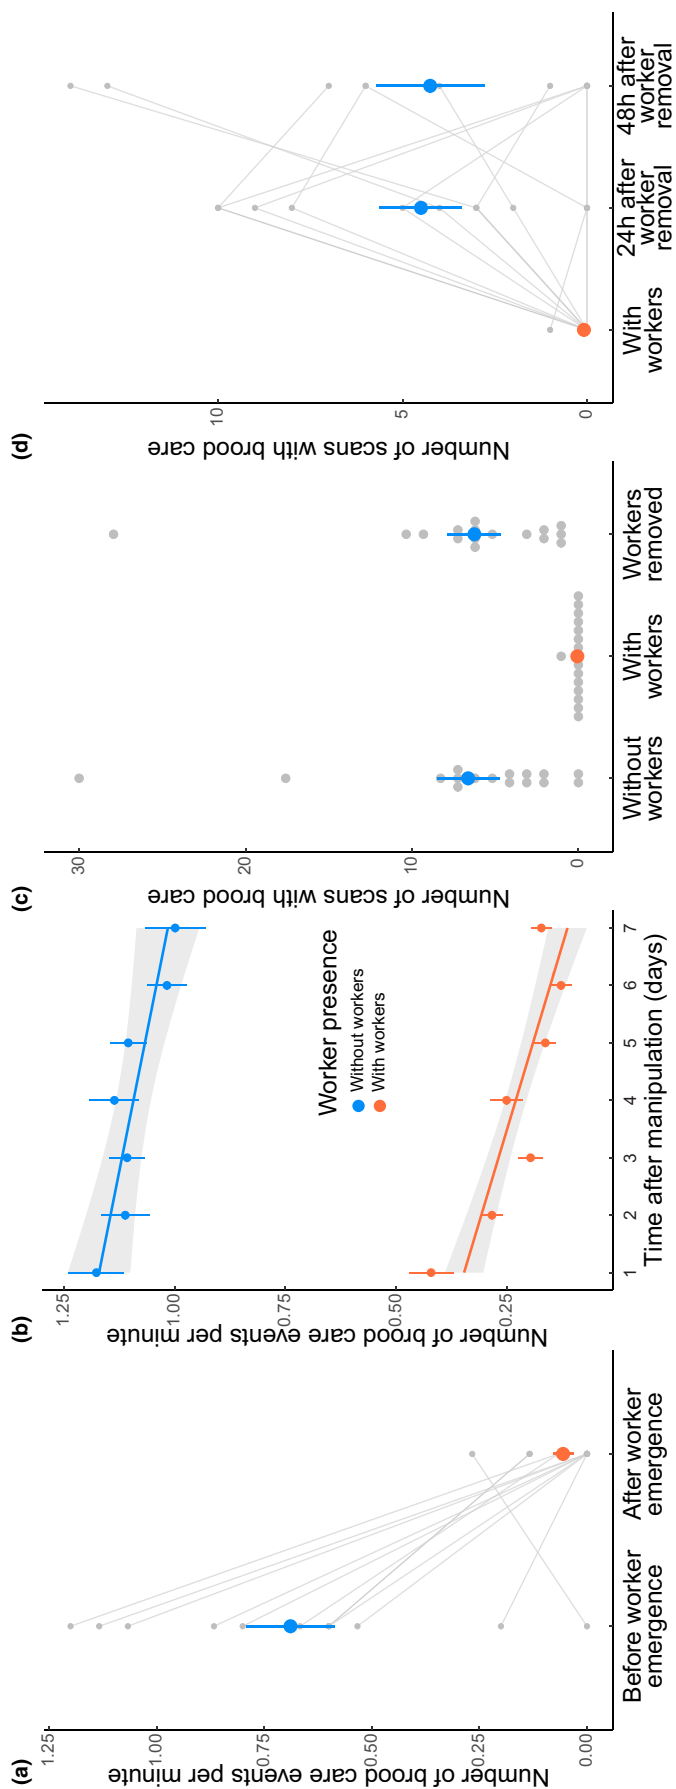 (a)
Number of brood care events per minute
1.25
1.00
0.75
0.50
0.25
0.00
Before worker
emergence
After worker
emergence
(b)
Number of brood care events per minute
1.25
1.00
0.75
0.50
0.25
Worker presence
Without workers
With workers
1 2 3 4 5 6 7
Time after manipulation (days)
(c)
Number of scans with brood care
30
20
10
0
Without
workers
With
workers
Workers
removed
(d)
Number of scans with brood care
10
5
0
With
workers
24h after
worker
removal
48h after
worker
removal